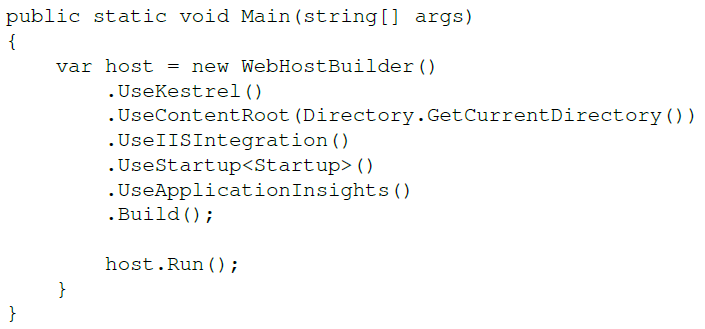 public static void Main(string[] args)
{
    var host = new WebHostBuilder()
        .UseKestrel()
        .UseContentRoot(Directory.GetCurrentDirectory())
        .UseIISIntegration()
        .UseStartup<Startup>()
        .UseApplicationInsights()
        .Build();

        host.Run();
    }
}